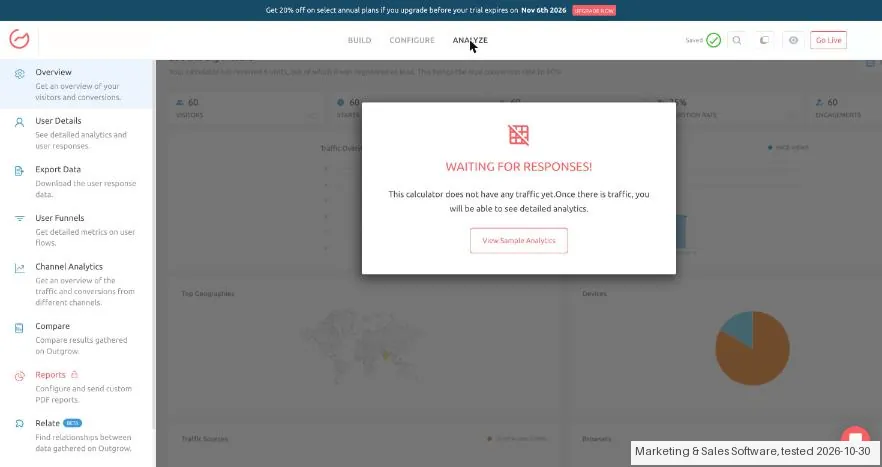 Get 20% off on select annual plans if you upgrade before your trial expires on Nov 6th 2026 UPGRADE NOW
BUILD CONFIGURE ANALYZE
Saved
Go Live
Overview
Get an overview of your
visitors and conversions.
User Details
See detailed analytics and
user responses.
Export Data
Download the user response
data.
User Funnels
Get detailed metrics on user
flows.
Channel Analytics
Get an overview of the
traffic and conversions from
different channels.
Compare
Compare results gathered
on Outgrow.
Reports
Configure and send custom
PDF reports.
Relate BETA
Find relationships between
data gathered on Outgrow.
60
VISITORS
60
STARTS
60
60
ENGAGEMENTS
WAITING FOR RESPONSES!
This calculator does not have any traffic yet.Once there is traffic, you
will be able to see detailed analytics.
View Sample Analytics
Top Geographies
Devices
Traffic Sources
Browsers
Marketing & Sales Software, tested 2026-10-30